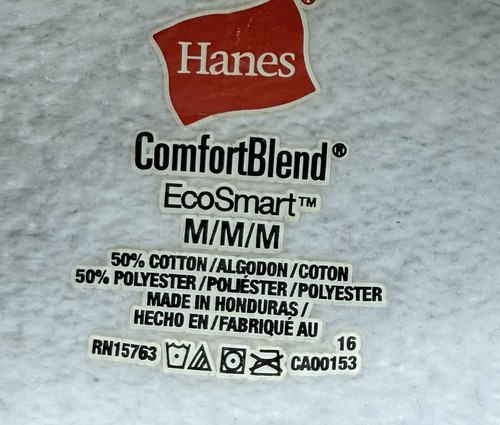 Hanes®
ComfortBlend®
EcoSmart™
M/M/M
50% COTTON/ALGODON/COTON
50% POLYESTER/POLIÉSTER/POLYESTER
MADE IN HONDURAS/
HECHO EN/FABRIQUÉ AU
16
RN15763 CA00153